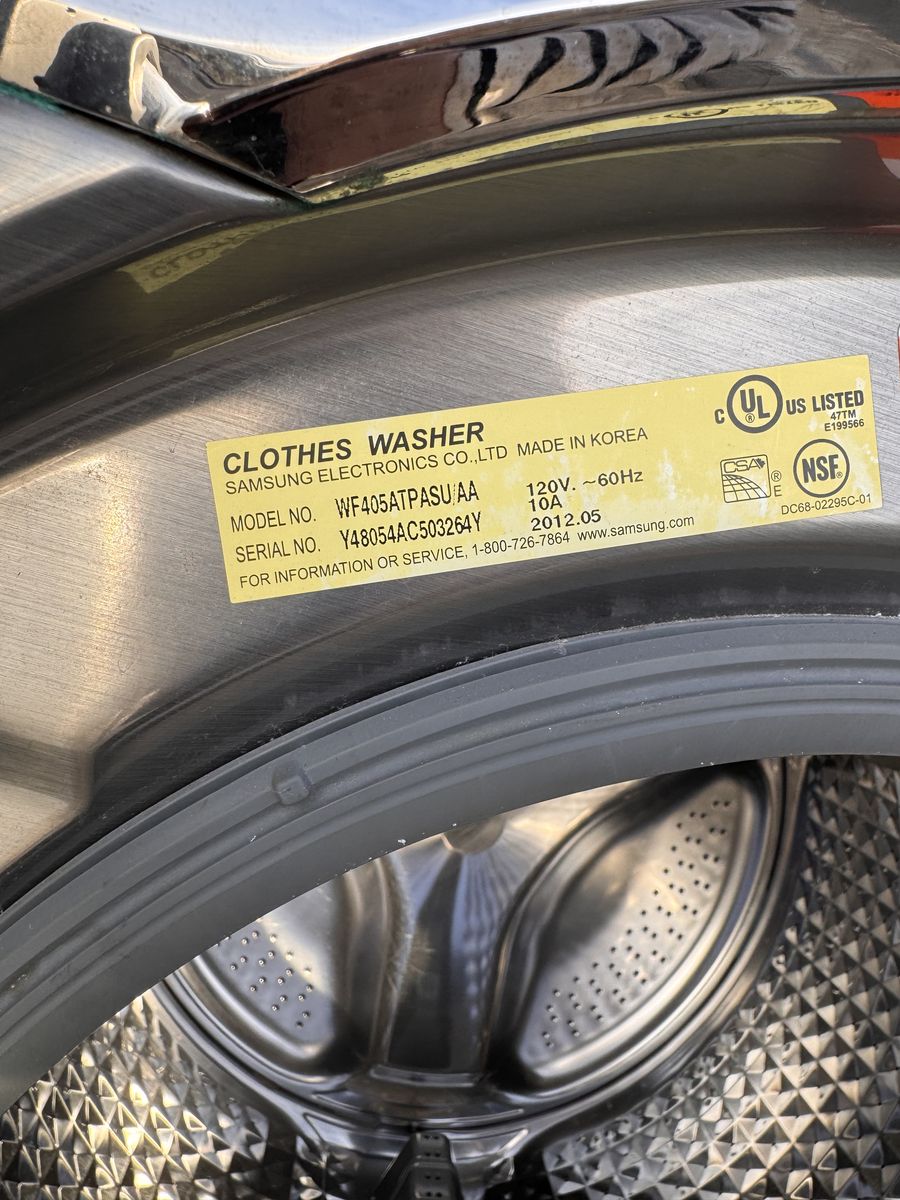 CLOTHES WASHER
SAMSUNG ELECTRONICS CO.,LTD MADE IN KOREA
MODEL NO. WF405ATPASU/AA 120V. ~60Hz
10A
SERIAL NO. Y48054AC503264Y 2012.05
FOR INFORMATION OR SERVICE, 1-800-726-7864 www.samsung.com
C UL ® US LISTED
47TM
E199566
CSA ® E
NSF®
DC68-02295C-01